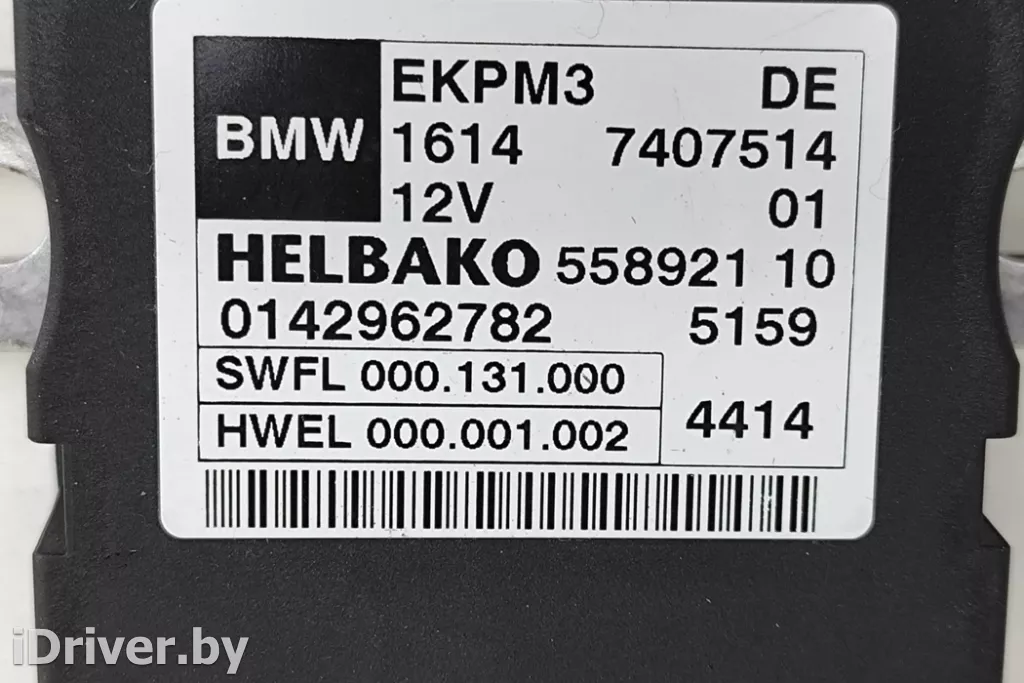 EKPM3 DE
BMW 1614 7407514
12V 01
HELBAKO 558921 10
0142962782 5159
SWFL 000.131.000
HWEL 000.001.002 4414
iDriver.by